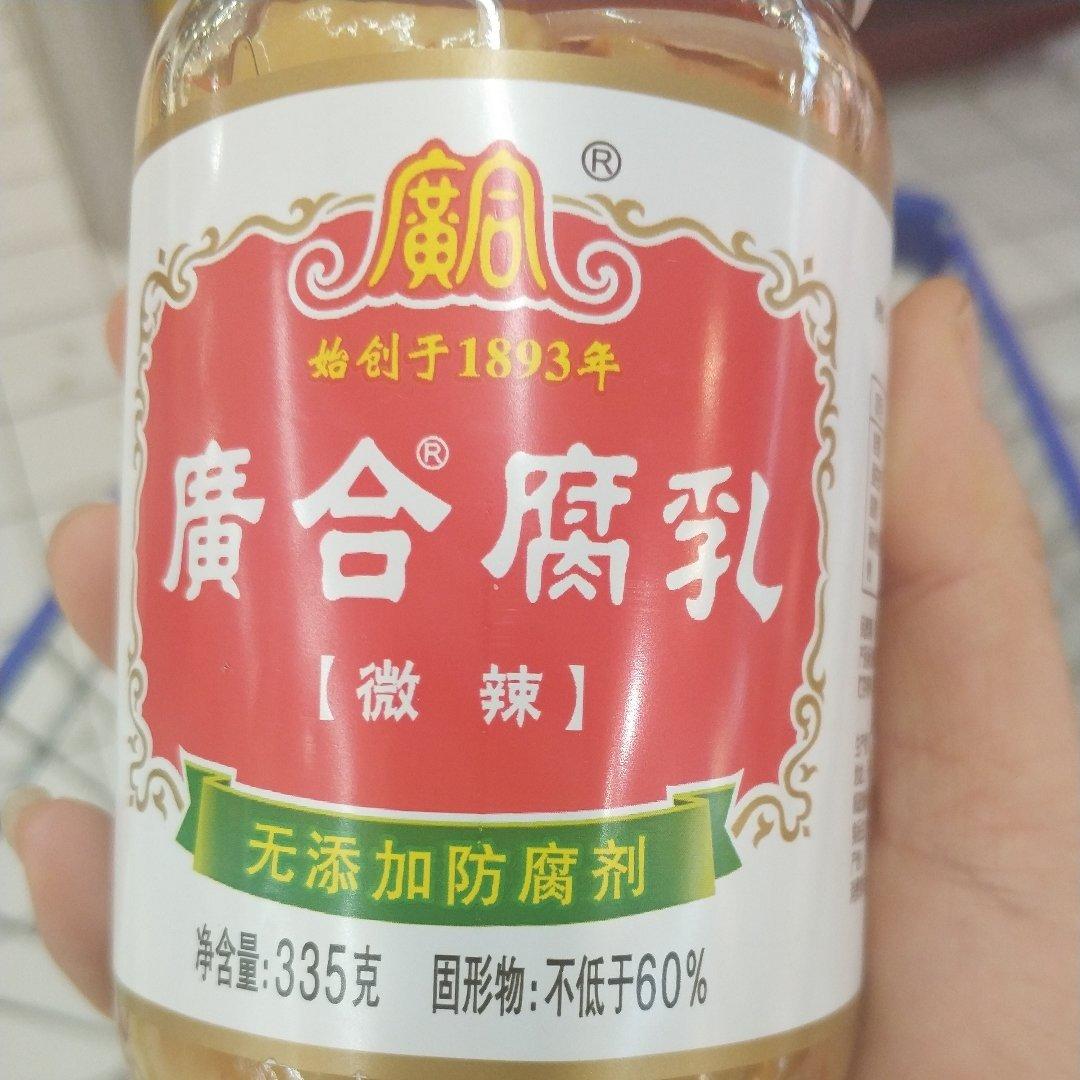 廣合®
始创于1893年
廣合®腐乳
【微辣】
无添加防腐剂
净含量:335克 固形物:不低于60%